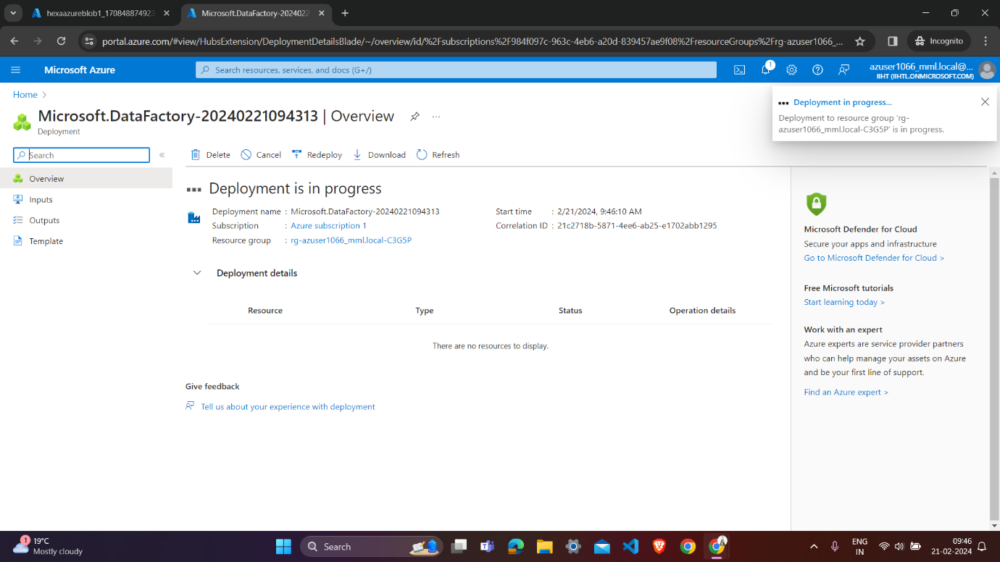 hexaazureblob1_170848874923
Microsoft.DataFactory-2024022
portal.azure.com/#view/HubsExtension/DeploymentDetailsBlade/~/overview/id/%2Fsubscriptions%2F984f097c-963c-4eb6-a20d-839457ae9f08%2FresourceGroups%2Frg-azuser1066_...
Incognito
Microsoft Azure
Search resources, services, and docs (G+/)
1
azuser1066_mml.local@...
IIHT (IIHTLONMICROSOFT.COM)
Home
Deployment in progress...
Deployment to resource group 'rg-
azuser1066_mml.local-C3G5P' is in progress.
Microsoft.DataFactory-20240221094313 | Overview
Deployment
Search
Delete
Cancel
Redeploy
Download
Refresh
Overview
Inputs
Outputs
Template
Deployment is in progress
Deployment name : Microsoft.DataFactory-20240221094313
Subscription : Azure subscription 1
Resource group : rg-azuser1066_mml.local-C3G5P
Start time : 2/21/2024, 9:46:10 AM
Correlation ID : 21c2718b-5871-4ee6-ab25-e1702abb1295
Deployment details
Resource Type Status Operation details
There are no resources to display.
Give feedback
Tell us about your experience with deployment
Microsoft Defender for Cloud
Secure your apps and infrastructure
Go to Microsoft Defender for Cloud >
Free Microsoft tutorials
Start learning today >
Work with an expert
Azure experts are service provider partners
who can help manage your assets on Azure
and be your first line of support.
Find an Azure expert >
1
19°C
Mostly cloudy
Search
A
ENG
IN
09:46
21-02-2024